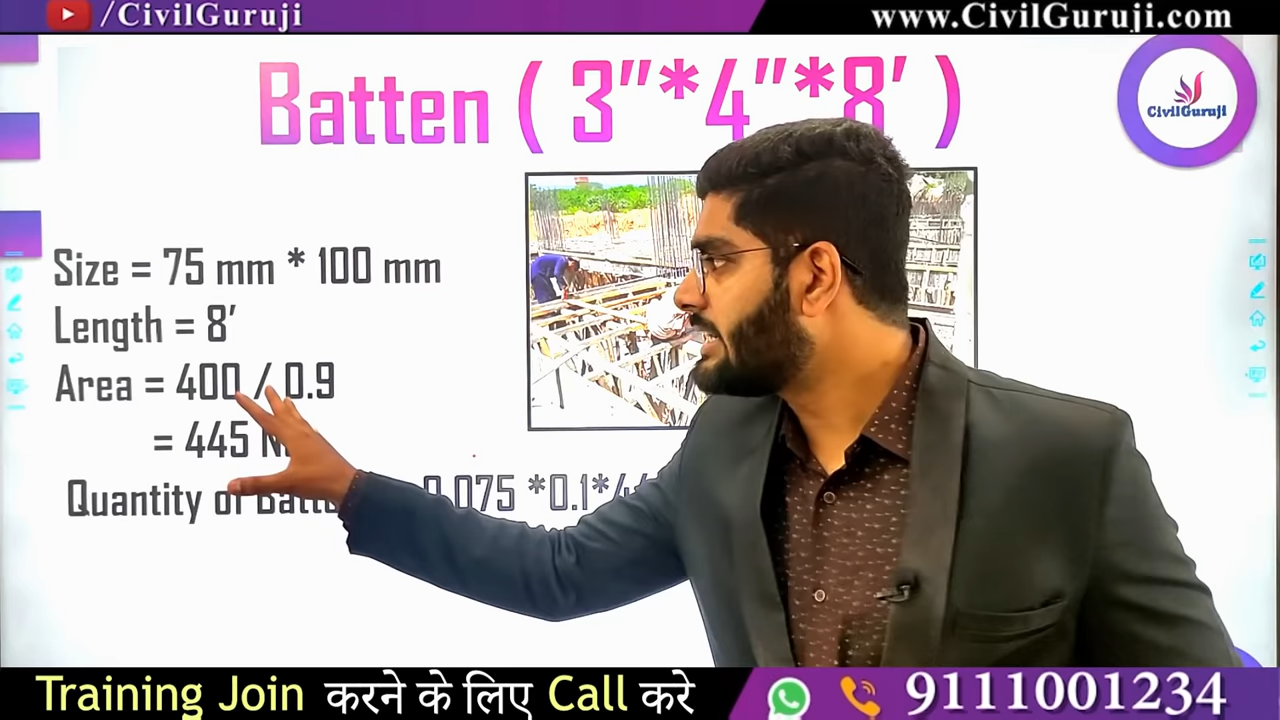 /CivilGuruji
www.CivilGuruji.com
Batten ( 3"*4"*8' )
CivilGuruji
Size = 75 mm * 100 mm
Length = 8'
Area = 400 / 0.9
= 445
Quantity of 0.075 *0.1*
Training Join करने के लिए Call करे
9111001234